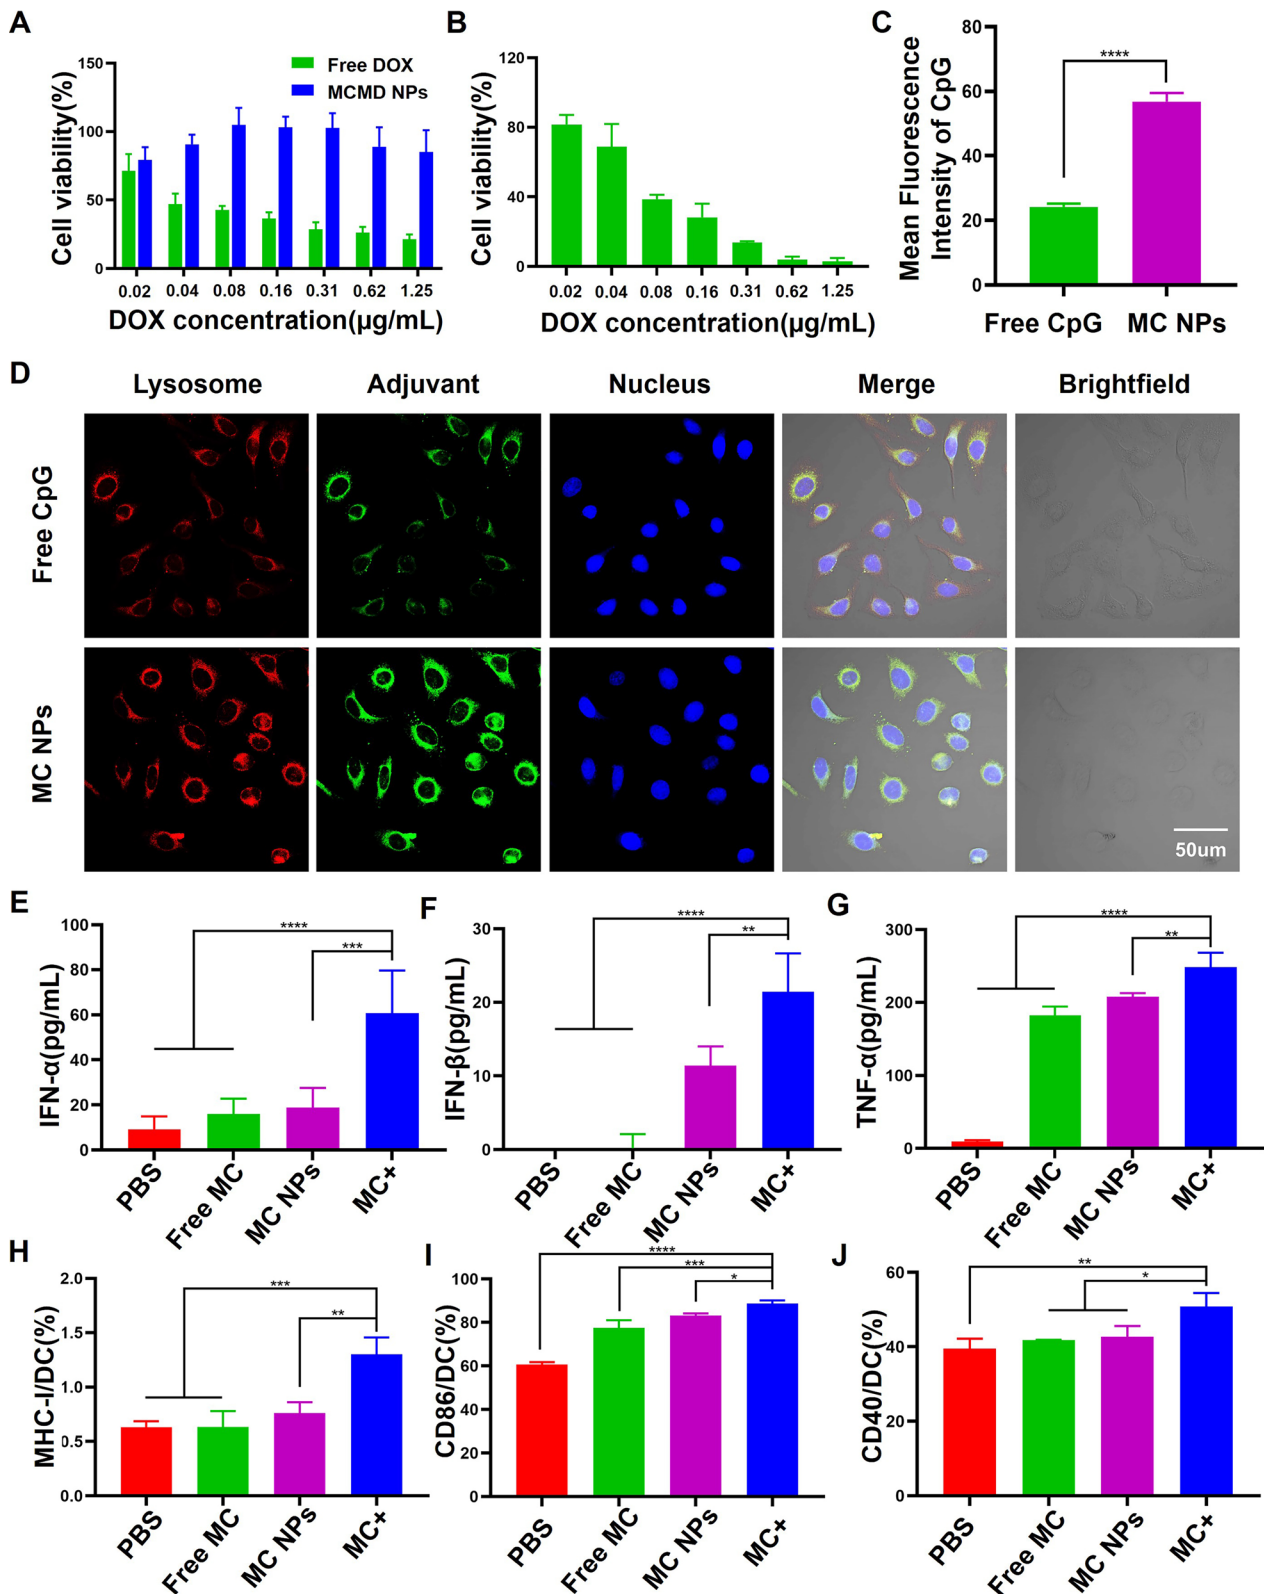 A
Cell viability(%)
150
100
50
0
Free DOX
MCMD NPs
0.02 0.04 0.08 0.16 0.31 0.62 1.25
DOX concentration(μg/mL)
B
Cell viability(%)
120
80
40
0
0.02 0.04 0.08 0.16 0.31 0.62 1.25
DOX concentration(μg/mL)
C
Mean Fluorescence
Intensity of CpG
80
60
40
20
0
****
Free CpG MC NPs
D
Lysosome Adjuvant Nucleus Merge Brightfield
Free CpG
MC NPs
50um
E
IFN-α(pg/mL)
100
80
60
40
20
0
****
***
PBS Free MC MC NPs MC+
F
IFN-β(pg/mL)
30
20
10
0
****
**
PBS Free MC MC NPs MC+
G
TNF-α(pg/mL)
300
200
100
0
****
**
PBS Free MC MC NPs MC+
H
MHC-I/DC(%)
2.0
1.5
1.0
0.5
0.0
***
**
PBS Free MC MC NPs MC+
I
CD86/DC(%)
100
80
60
40
20
0
****
***
*
PBS Free MC MC NPs MC+
J
CD40/DC(%)
60
40
20
0
**
*
PBS Free MC MC NPs MC+